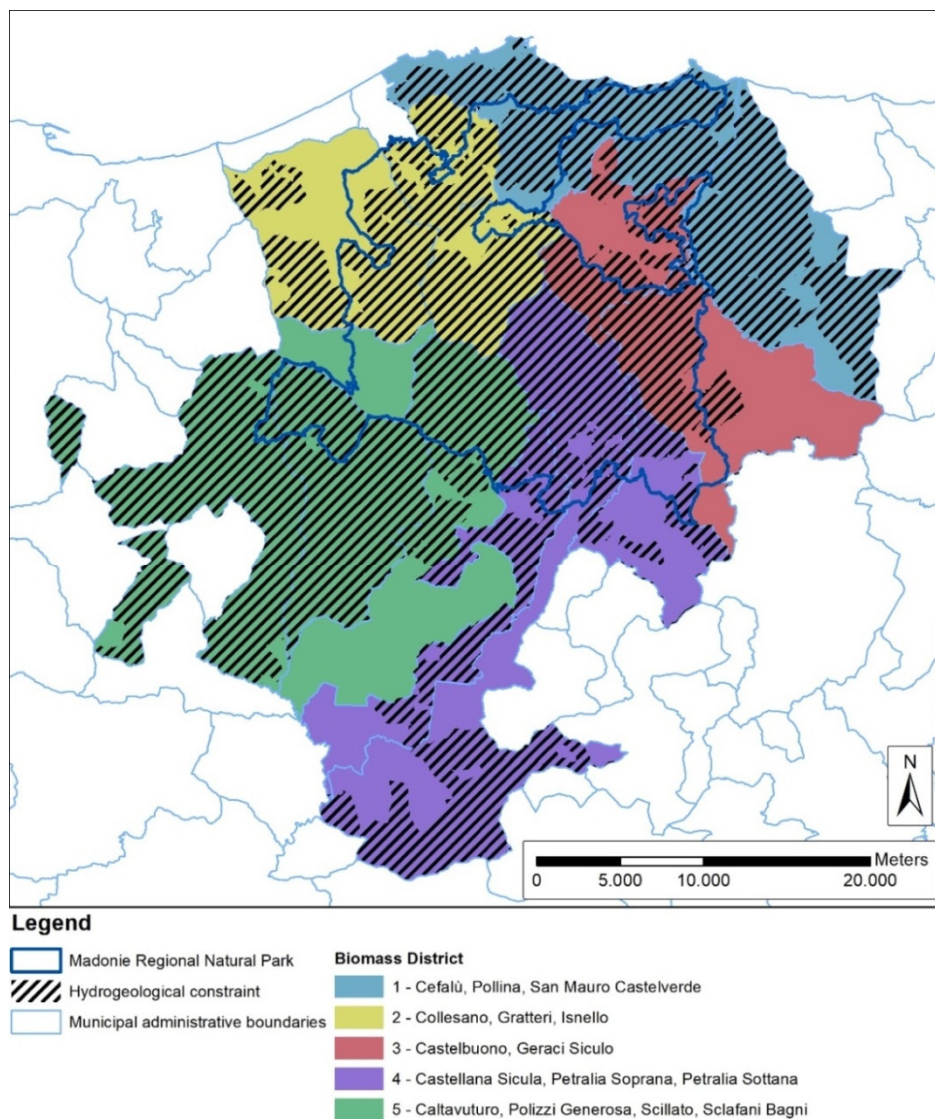 N
Meters
0 5.000 10.000 20.000
Legend
Madonie Regional Natural Park
Hydrogeological constraint
Municipal administrative boundaries
Biomass District
1 - Cefalù, Pollina, San Mauro Castelverde
2 - Collesano, Gratteri, Isnello
3 - Castelbuono, Geraci Siculo
4 - Castellana Sicula, Petralia Soprana, Petralia Sottana
5 - Caltavuturo, Polizzi Generosa, Scillato, Sclafani Bagni